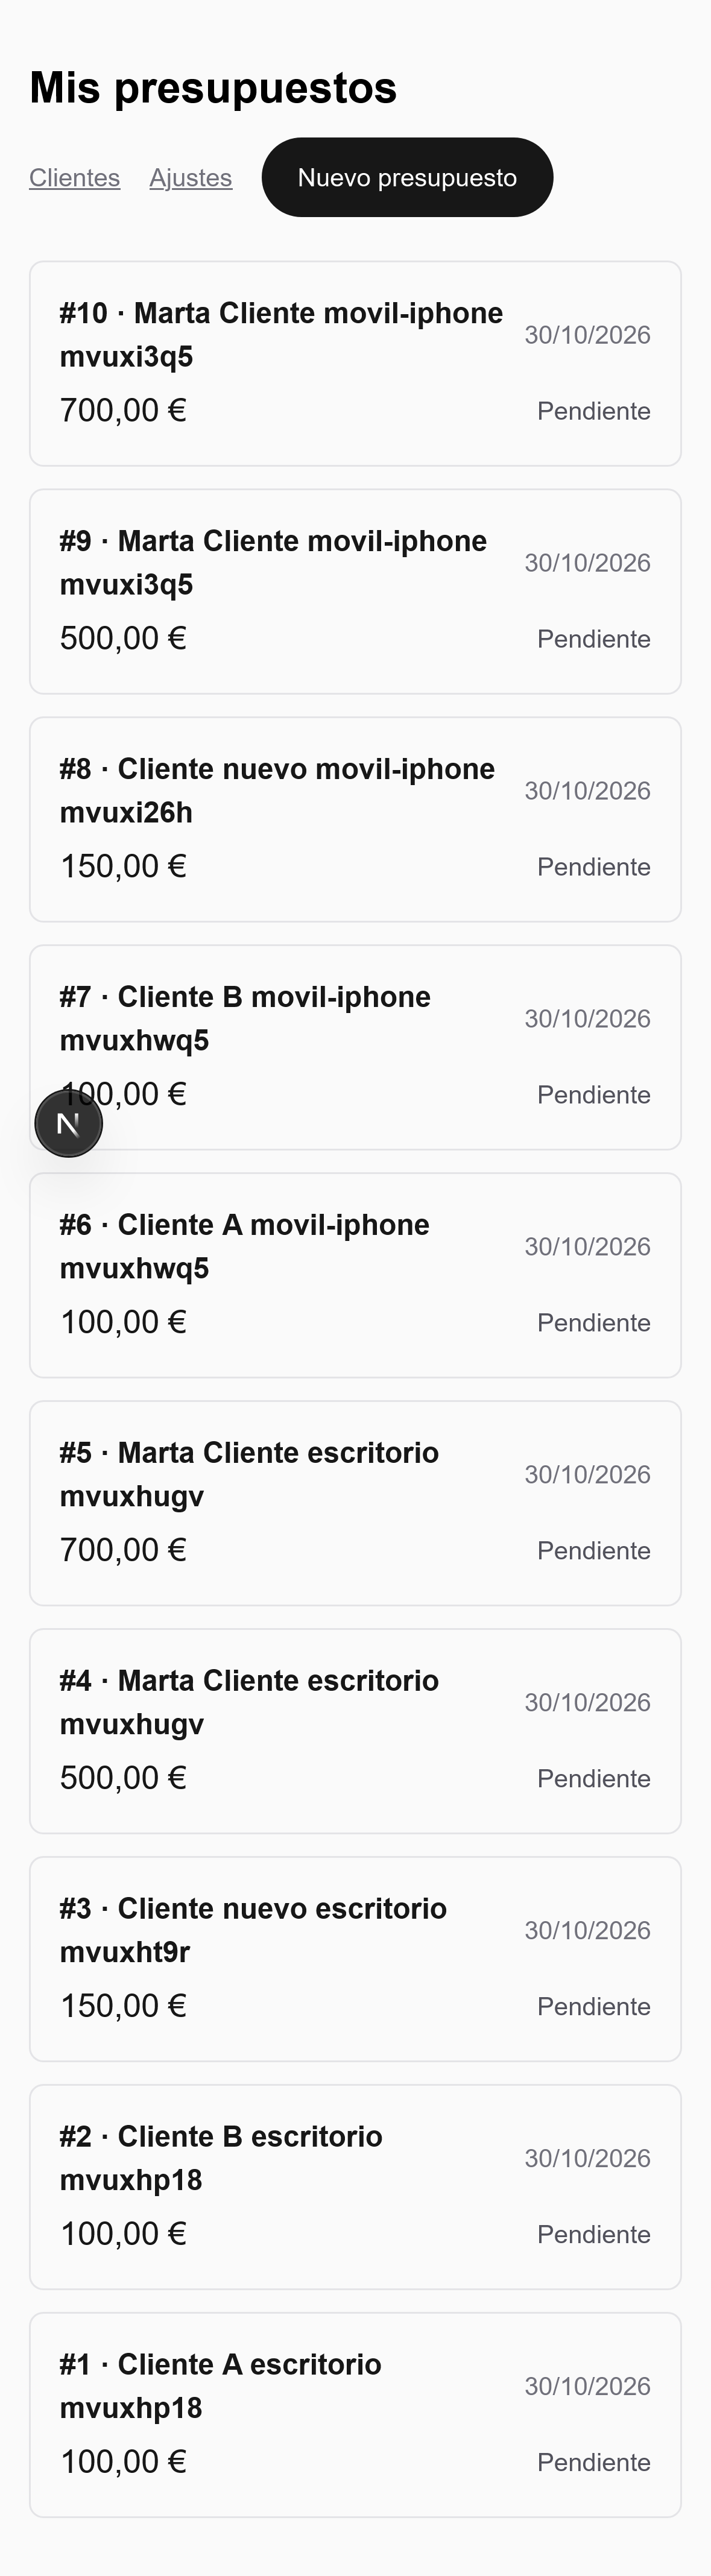 Mis presupuestos
Clientes Ajustes Nuevo presupuesto
#10 · Marta Cliente movil-iphone
mvuxi3q5
30/10/2026
700,00 € Pendiente
#9 · Marta Cliente movil-iphone
mvuxi3q5
30/10/2026
500,00 € Pendiente
#8 · Cliente nuevo movil-iphone
mvuxi26h
30/10/2026
150,00 € Pendiente
#7 · Cliente B movil-iphone
mvuxhwq5
30/10/2026
100,00 € Pendiente
N
#6 · Cliente A movil-iphone
mvuxhwq5
30/10/2026
100,00 € Pendiente
#5 · Marta Cliente escritorio
mvuxhugv
30/10/2026
700,00 € Pendiente
#4 · Marta Cliente escritorio
mvuxhugv
30/10/2026
500,00 € Pendiente
#3 · Cliente nuevo escritorio
mvuxht9r
30/10/2026
150,00 € Pendiente
#2 · Cliente B escritorio
mvuxhp18
30/10/2026
100,00 € Pendiente
#1 · Cliente A escritorio
mvuxhp18
30/10/2026
100,00 € Pendiente